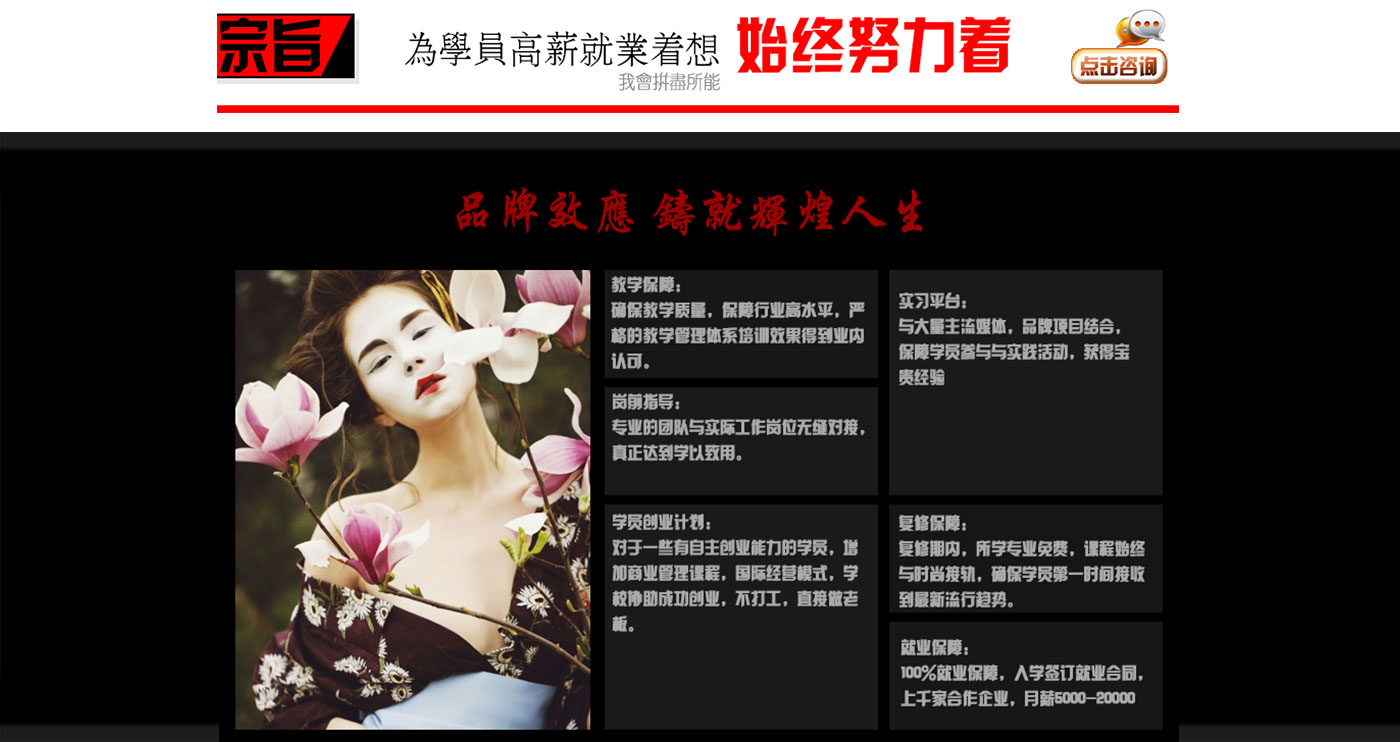 宗旨
為學員高薪就業着想
我會拚盡所能
始终努力着
点击咨询
品牌效應 鑄就輝煌人生
教学保障：
确保教学质量，保障行业高水平，严
格的教学管理体系培训效果得到业内
认可。
岗前指导：
专业的团队与实际工作岗位无缝对接，
真正达到学以致用。
学员创业计划：
对于一些有自主创业能力的学员，增
加商业管理课程，国际经营模式，学
校协助成功创业，不打工，直接做老
板。
实习平台：
与大量主流媒体，品牌项目结合，
保障学员参与与实践活动，获得宝
贵经验
复修保障：
复修期内，所学专业免费，课程始终
与时尚接轨，确保学员第一时间接收
到最新流行趋势。
就业保障：
100%就业保障，入学签订就业合同，
上千家合作企业，月薪5000-20000